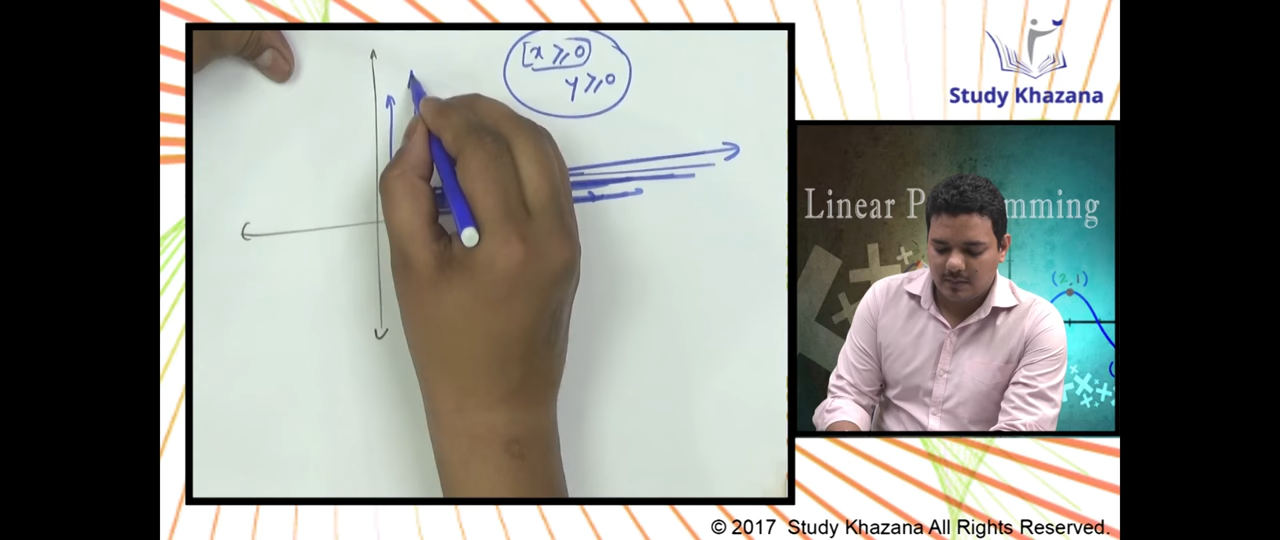 [x ≥ 0)
y ≥ 0
Study Khazana
Linear P mming
(2,1)
© 2017 Study Khazana All Rights Reserved.